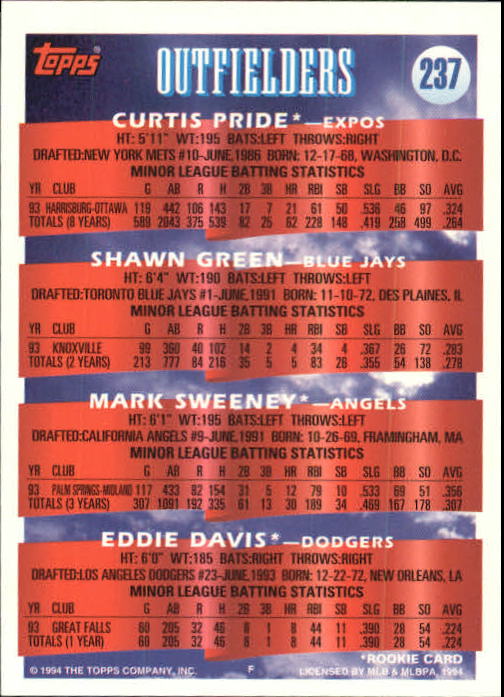 TOPPS®
OUTFIELDERS
237
CURTIS PRIDE*—EXPOS
HT: 5'11" WT:195 BATS:LEFT THROWS:RIGHT
DRAFTED:NEW YORK METS #10-JUNE,1986 BORN: 12-17-68, WASHINGTON, D.C.
MINOR LEAGUE BATTING STATISTICS
YR CLUB G AB R H 2B 3B HR RBI SB SLG BB SO AVG
93 HARRISBURG-OTTAWA 119 442 106 143 17 7 21 61 50 .536 46 97 .324
TOTALS (8 YEARS) 589 2043 375 539 82 26 62 228 148 .419 258 499 .264
SHAWN GREEN—BLUE JAYS
HT: 6'4" WT:190 BATS:LEFT THROWS:LEFT
DRAFTED:TORONTO BLUE JAYS #1-JUNE,1991 BORN: 11-10-72, DES PLAINES, IL
MINOR LEAGUE BATTING STATISTICS
YR CLUB G AB R H 2B 3B HR RBI SB SLG BB SO AVG
93 KNOXVILLE 99 360 40 102 14 2 4 34 4 .367 26 72 .283
TOTALS (2 YEARS) 213 777 84 216 35 5 5 83 26 .355 54 138 .278
MARK SWEENEY*—ANGELS
HT: 6'1" WT:195 BATS:LEFT THROWS:LEFT
DRAFTED:CALIFORNIA ANGELS #9-JUNE,1991 BORN: 10-26-69, FRAMINGHAM, MA
MINOR LEAGUE BATTING STATISTICS
YR CLUB G AB R H 2B 3B HR RBI SB SLG BB SO AVG
93 PALM SPRINGS-MIDLAND 117 433 82 154 31 5 12 79 10 .533 69 51 .356
TOTALS (3 YEARS) 307 1091 192 335 61 13 30 189 34 .469 167 178 .307
EDDIE DAVIS*—DODGERS
HT: 6'0" WT:185 BATS:RIGHT THROWS:RIGHT
DRAFTED:LOS ANGELES DODGERS #23-JUNE,1993 BORN: 12-22-72, NEW ORLEANS, LA
MINOR LEAGUE BATTING STATISTICS
YR CLUB G AB R H 2B 3B HR RBI SB SLG BB SO AVG
93 GREAT FALLS 60 205 32 46 8 1 8 44 11 .390 28 54 .224
TOTALS (1 YEAR) 60 205 32 46 8 1 8 44 11 .390 28 54 .224
*ROOKIE CARD
© 1994 THE TOPPS COMPANY, INC. F LICENSED BY MLB & MLBPA, 1994